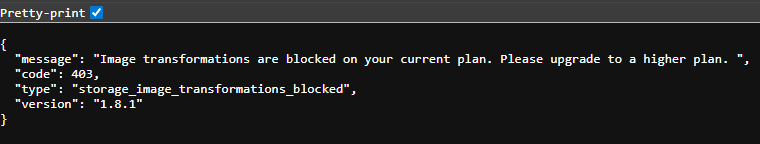 Pretty-print
{
  "message": "Image transformations are blocked on your current plan. Please upgrade to a higher plan. ",
  "code": 403,
  "type": "storage_image_transformations_blocked",
  "version": "1.8.1"
}